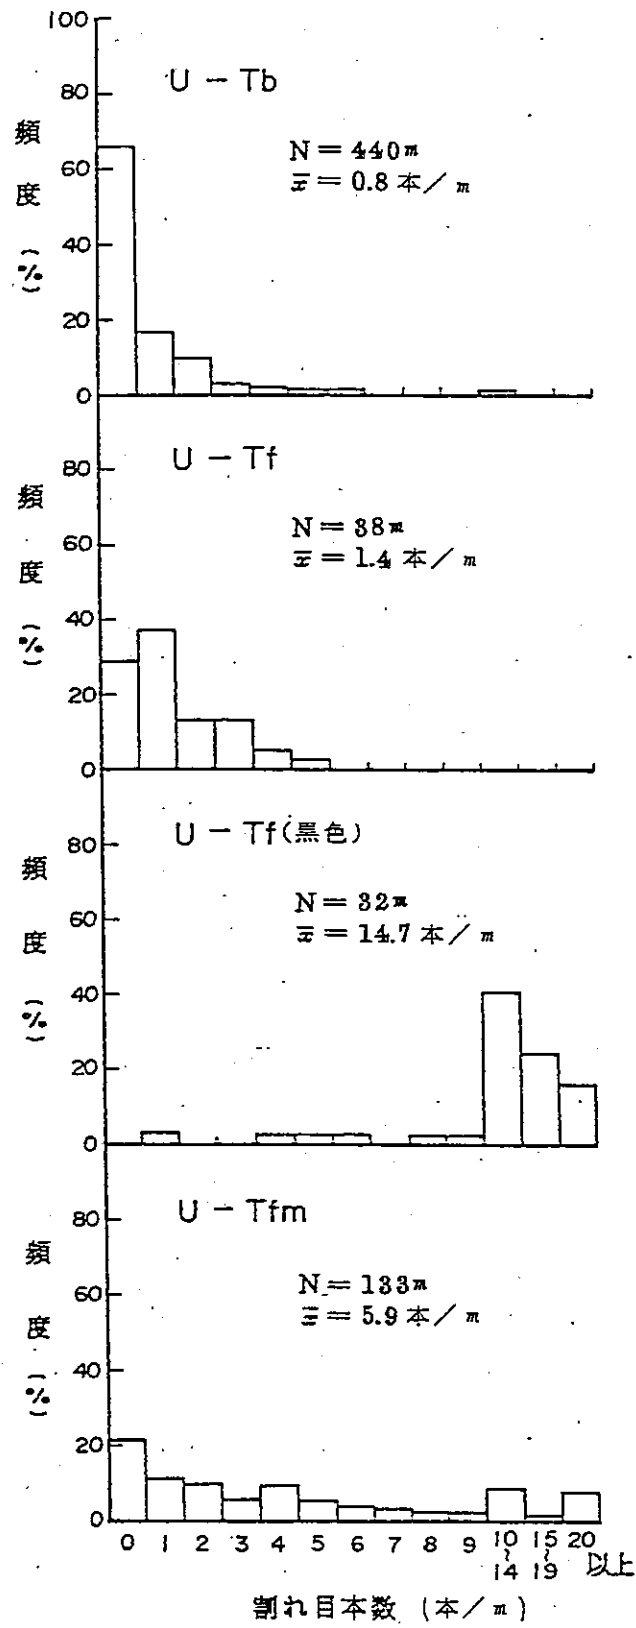 100
U - Tb
80
N = 440m
x̄ = 0.8 本/m
60
40
20
0
頻度(%)
U - Tf
80
N = 38m
x̄ = 1.4 本/m
60
40
20
0
頻度(%)
U - Tf(黒色)
80
N = 32m
x̄ = 14.7 本/m
60
40
20
0
頻度(%)
U - Tfm
80
N = 133m
x̄ = 5.9 本/m
60
40
20
0
頻度(%)
0 1 2 3 4 5 6 7 8 9 10~14 15~19 20以上
割れ目本数 (本/m)